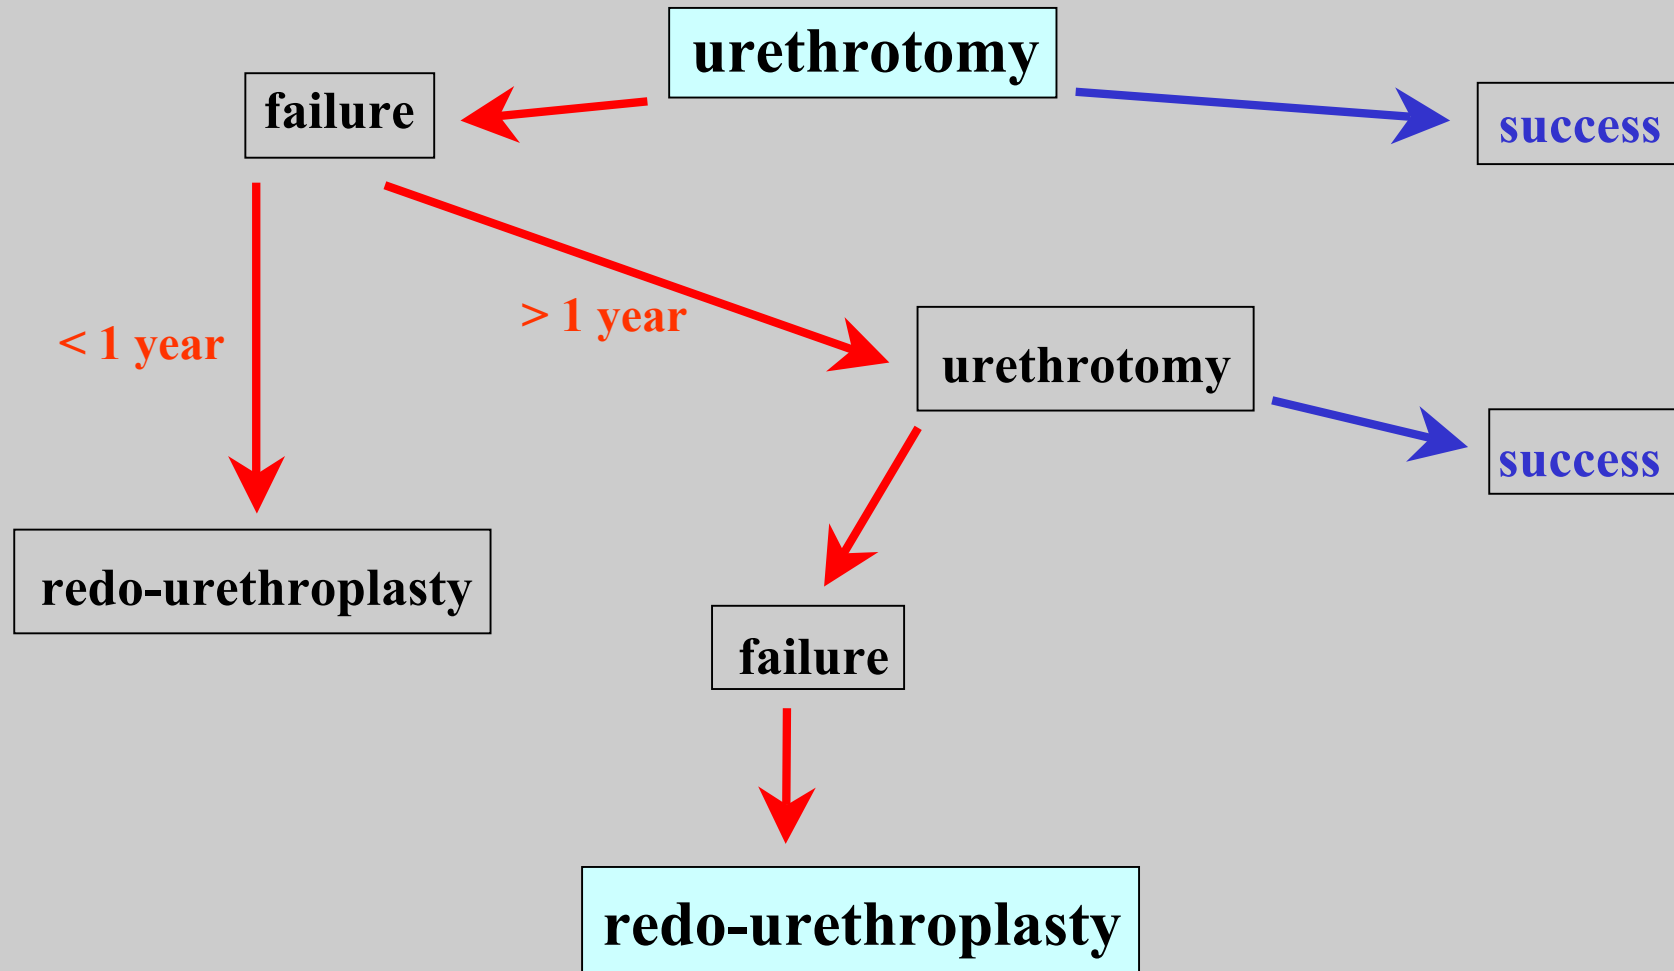 urethrotomy
failure
success
< 1 year
> 1 year
urethrotomy
success
redo-urethroplasty
failure
redo-urethroplasty